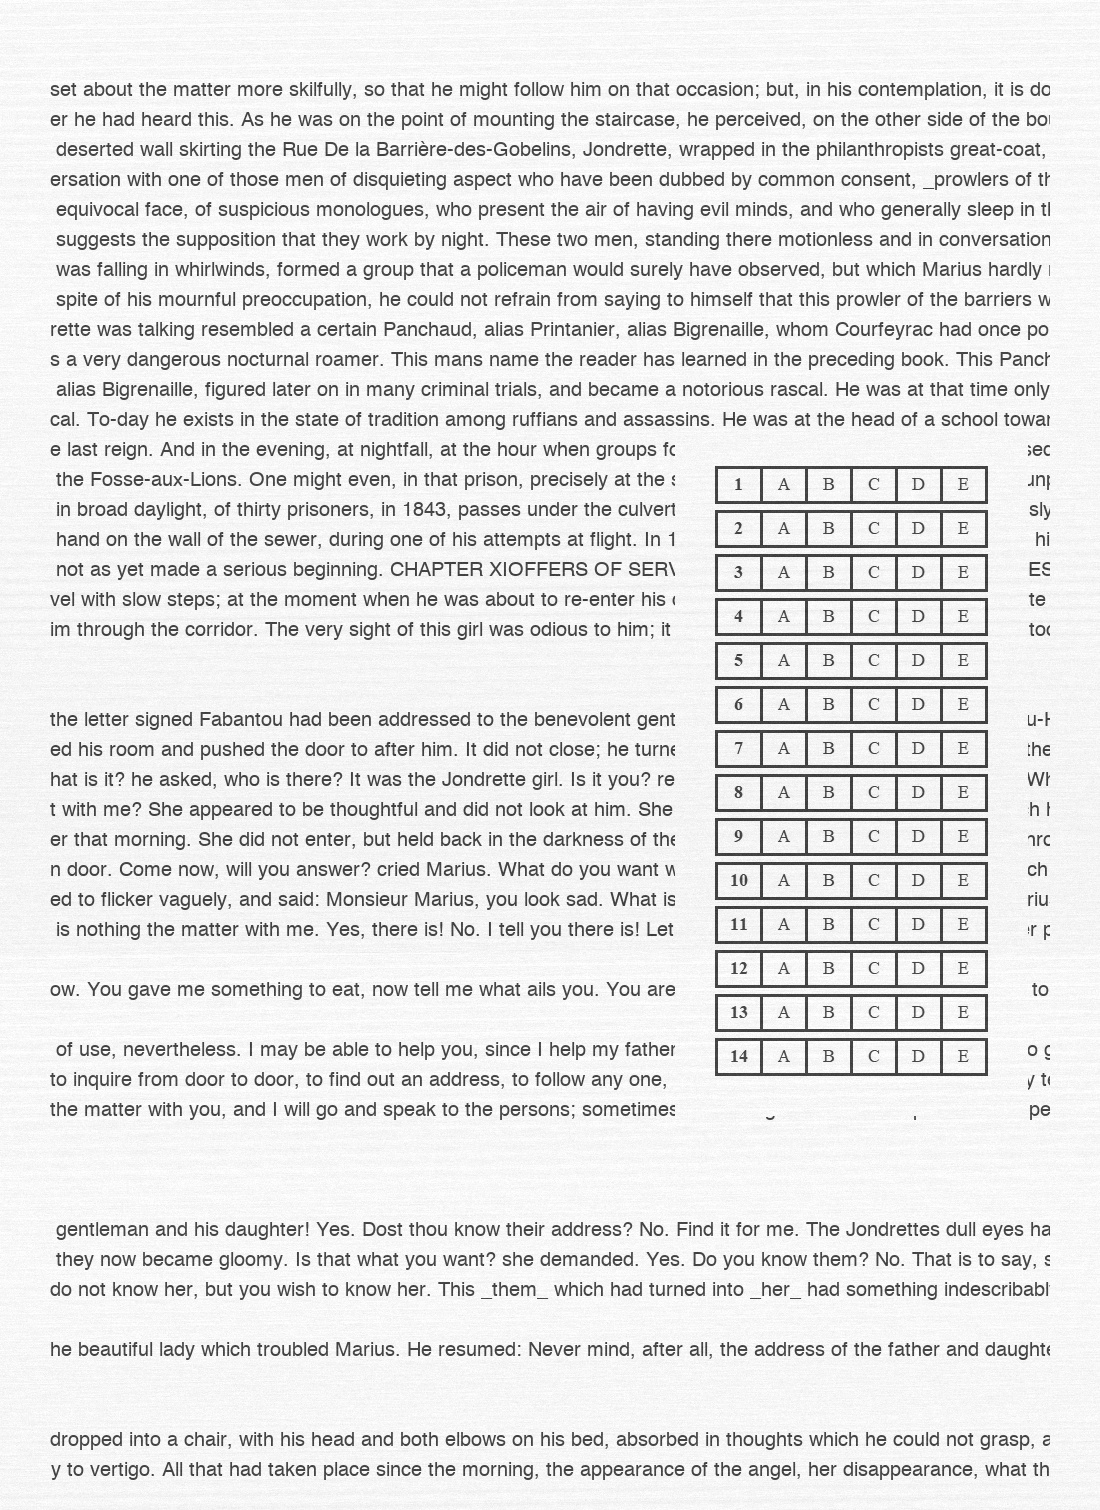 set about the matter more skilfully, so that he might follow him on that occasion; but, in his contemplation, it is do
er he had heard this. As he was on the point of mounting the staircase, he perceived, on the other side of the bou
deserted wall skirting the Rue De la Barrière-des-Gobelins, Jondrette, wrapped in the philanthropists great-coat,
ersation with one of those men of disquieting aspect who have been dubbed by common consent, _prowlers of th
equivocal face, of suspicious monologues, who present the air of having evil minds, and who generally sleep in
suggests the supposition that they work by night. These two men, standing there motionless and in conversation
was falling in whirlwinds, formed a group that a policeman would surely have observed, but which Marius hardly
spite of his mournful preoccupation, he could not refrain from saying to himself that this prowler of the barriers w
rette was talking resembled a certain Panchaud, alias Printanier, alias Bigrenaille, whom Courfeyrac had once po
s a very dangerous nocturnal roamer. This mans name the reader has learned in the preceding book. This Panch
alias Bigrenaille, figured later on in many criminal trials, and became a notorious rascal. He was at that time only
cal. To-day he exists in the state of tradition among ruffians and assassins. He was at the head of a school towar
e last reign. And in the evening, at nightfall, at the hour when groups fo sed
the Fosse-aux-Lions. One might even, in that prison, precisely at the s unp
1 A B C D E
in broad daylight, of thirty prisoners, in 1843, passes under the culvert sly
2 A B C D E
hand on the wall of the sewer, during one of his attempts at flight. In 1 hi
not as yet made a serious beginning. CHAPTER XIOFFERS OF SERV ES
3 A B C D E
vel with slow steps; at the moment when he was about to re-enter his te
4 A B C D E
im through the corridor. The very sight of this girl was odious to him; it too
5 A B C D E
6 A B C D E
the letter signed Fabantou had been addressed to the benevolent gent u-H
ed his room and pushed the door to after him. It did not close; he turne the
7 A B C D E
hat is it? he asked, who is there? It was the Jondrette girl. Is it you? re Wh
8 A B C D E
t with me? She appeared to be thoughtful and did not look at him. She h
er that morning. She did not enter, but held back in the darkness of the hro
9 A B C D E
n door. Come now, will you answer? cried Marius. What do you want w ch
10 A B C D E
ed to flicker vaguely, and said: Monsieur Marius, you look sad. What is riu
11 A B C D E
is nothing the matter with me. Yes, there is! No. I tell you there is! Let r p
12 A B C D E
ow. You gave me something to eat, now tell me what ails you. You are to
13 A B C D E
of use, nevertheless. I may be able to help you, since I help my father o g
14 A B C D E
to inquire from door to door, to find out an address, to follow any one, y to
the matter with you, and I will go and speak to the persons; sometimes pe
gentleman and his daughter! Yes. Dost thou know their address? No. Find it for me. The Jondrettes dull eyes ha
they now became gloomy. Is that what you want? she demanded. Yes. Do you know them? No. That is to say, s
do not know her, but you wish to know her. This _them_ which had turned into _her_ had something indescribabl
he beautiful lady which troubled Marius. He resumed: Never mind, after all, the address of the father and daughte
dropped into a chair, with his head and both elbows on his bed, absorbed in thoughts which he could not grasp, a
y to vertigo. All that had taken place since the morning, the appearance of the angel, her disappearance, what th